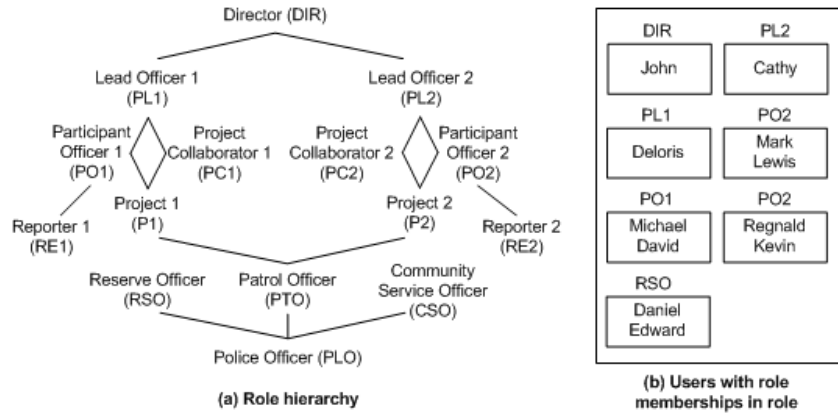 Director (DIR)
Lead Officer 1
(PL1)
Lead Officer 2
(PL2)
Participant
Officer 1
(PO1)
Project
Collaborator 1
(PC1)
Project
Collaborator 2
(PC2)
Participant
Officer 2
(PO2)
Reporter 1
(RE1)
Project 1
(P1)
Project 2
(P2)
Reporter 2
(RE2)
Reserve Officer
(RSO)
Patrol Officer
(PTO)
Community
Service Officer
(CSO)
Police Officer (PLO)
(a) Role hierarchy
DIR
John
PL2
Cathy
PL1
Deloris
PO2
Mark
Lewis
PO1
Michael
David
PO2
Regnald
Kevin
RSO
Daniel
Edward
(b) Users with role
memberships in role